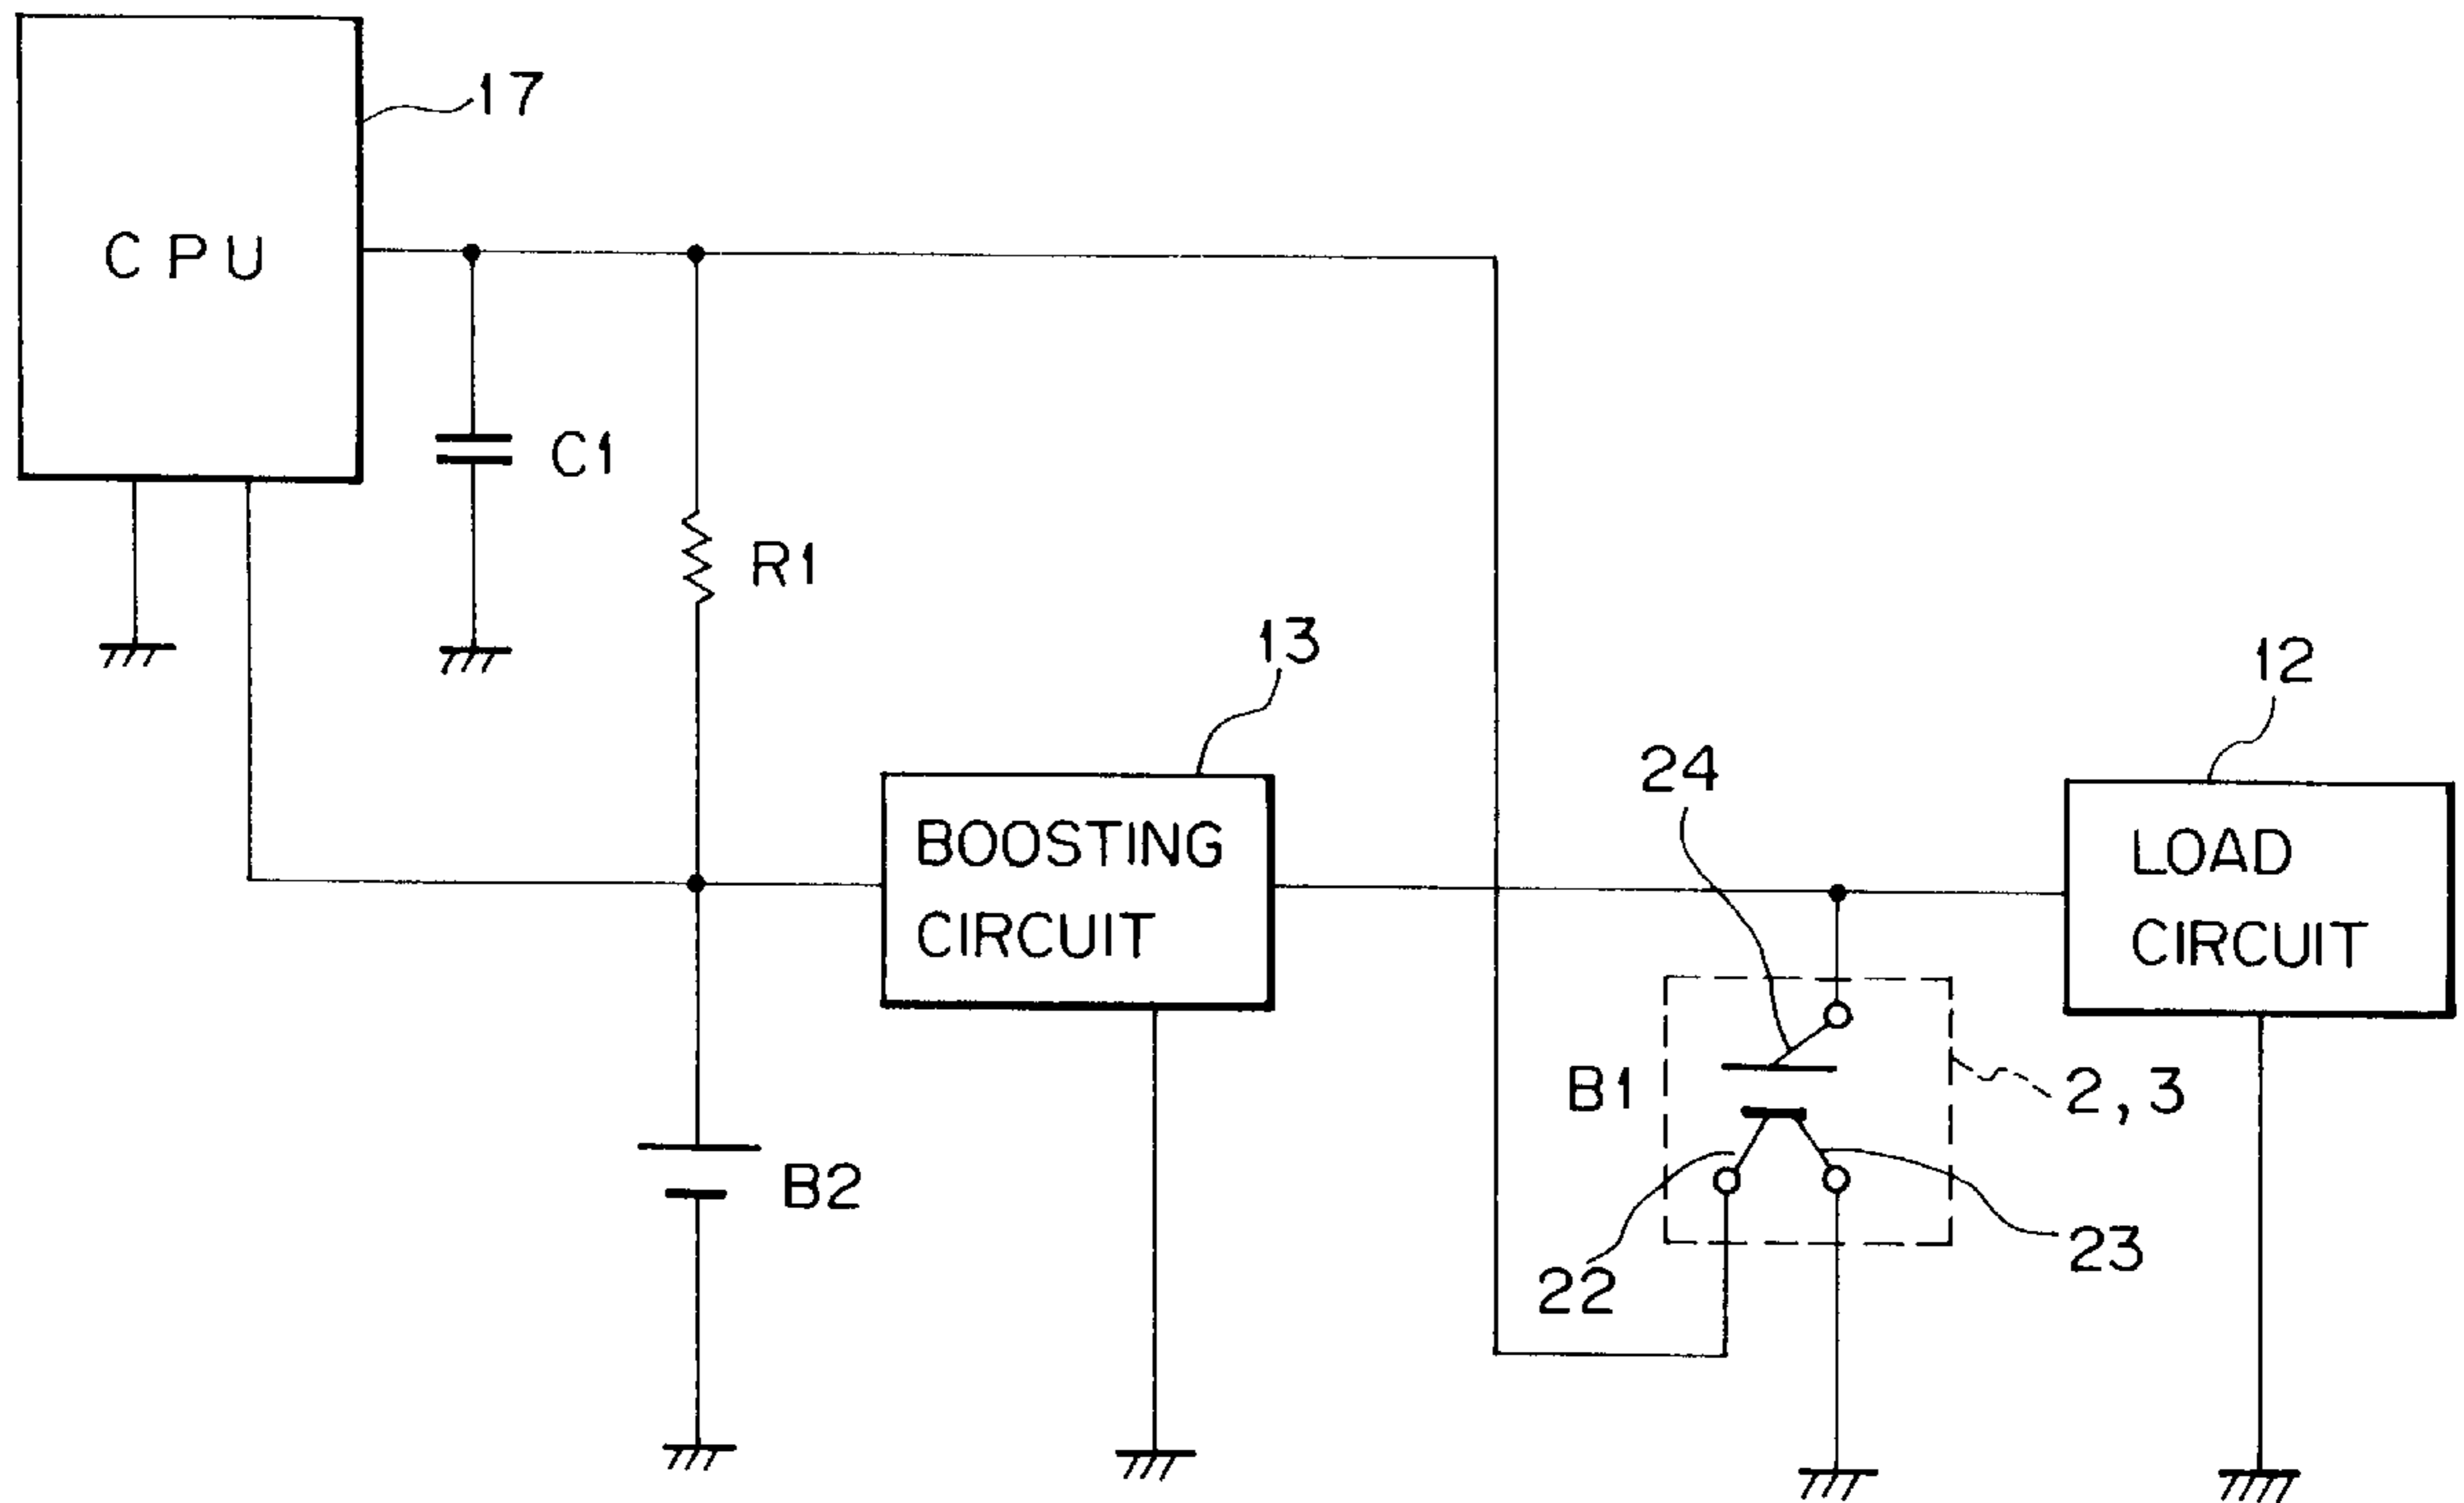 17
CPU
C1
R1
13
12
24
BOOSTING
CIRCUIT
LOAD
CIRCUIT
B1
2,3
B2
22
23